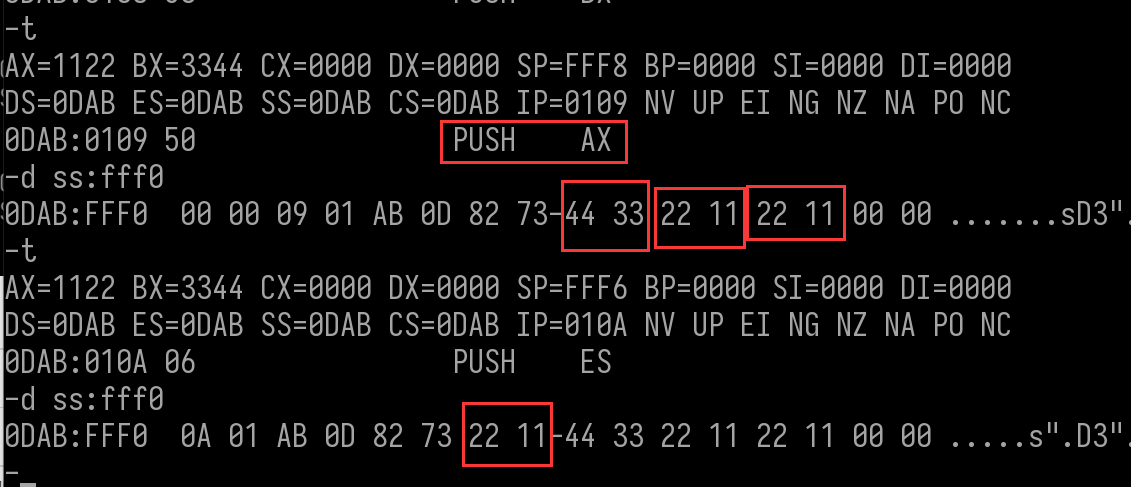 -t
AX=1122 BX=3344 CX=0000 DX=0000 SP=FFF8 BP=0000 SI=0000 DI=0000
DS=0DAB ES=0DAB SS=0DAB CS=0DAB IP=0109 NV UP EI NG NZ NA PO NC
0DAB:0109 50 PUSH AX
-d ss:fff0
0DAB:FFF0 00 00 09 01 AB 0D 82 73-44 33 22 11 22 11 00 00 .......sD3".
-t
AX=1122 BX=3344 CX=0000 DX=0000 SP=FFF6 BP=0000 SI=0000 DI=0000
DS=0DAB ES=0DAB SS=0DAB CS=0DAB IP=010A NV UP EI NG NZ NA PO NC
0DAB:010A 06 PUSH ES
-d ss:fff0
0DAB:FFF0 0A 01 AB 0D 82 73 22 11-44 33 22 11 22 11 00 00 .....s".D3".
-